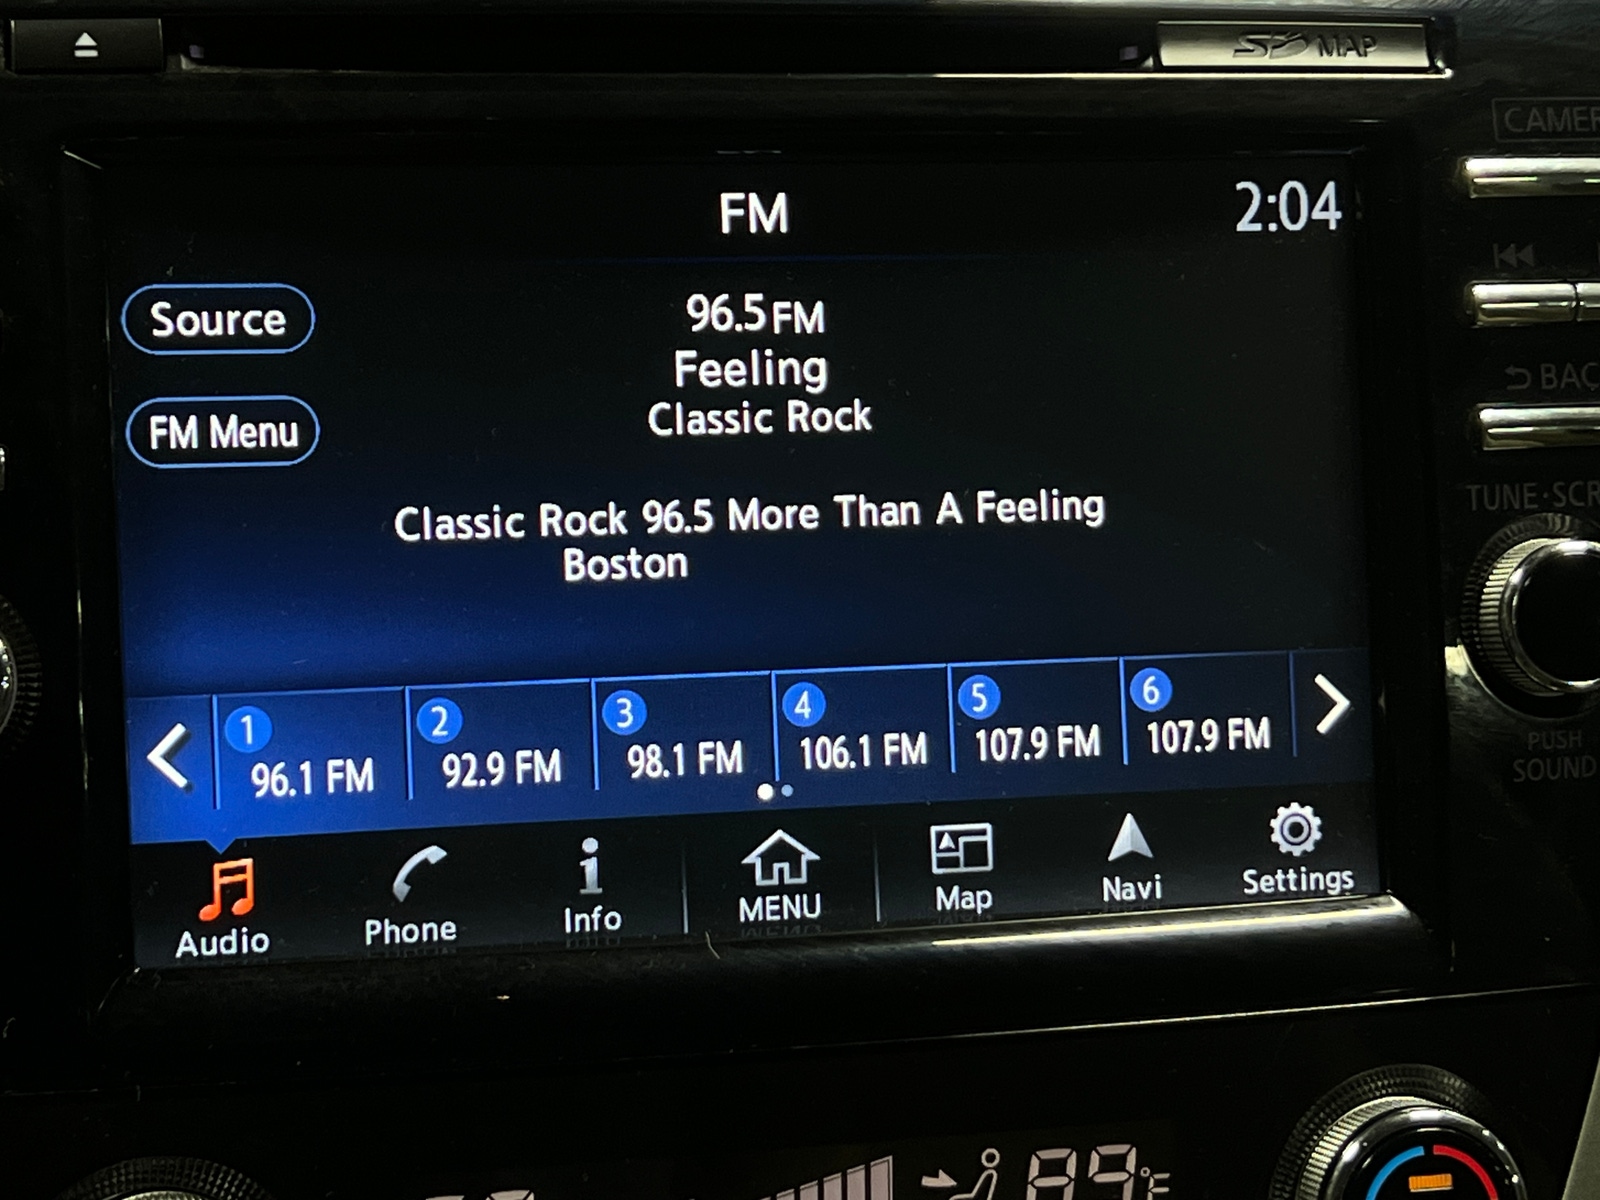 SD MAP
CAMER
FM
2:04
Source
96.5 FM
Feeling
Classic Rock
FM Menu
BAC
Classic Rock 96.5 More Than A Feeling
Boston
TUNE·SCR
1
96.1 FM
2
92.9 FM
3
98.1 FM
4
106.1 FM
5
107.9 FM
6
107.9 FM
PUSH
SOUND
Audio
Phone
Info
MENU
Map
Navi
Settings
89°F